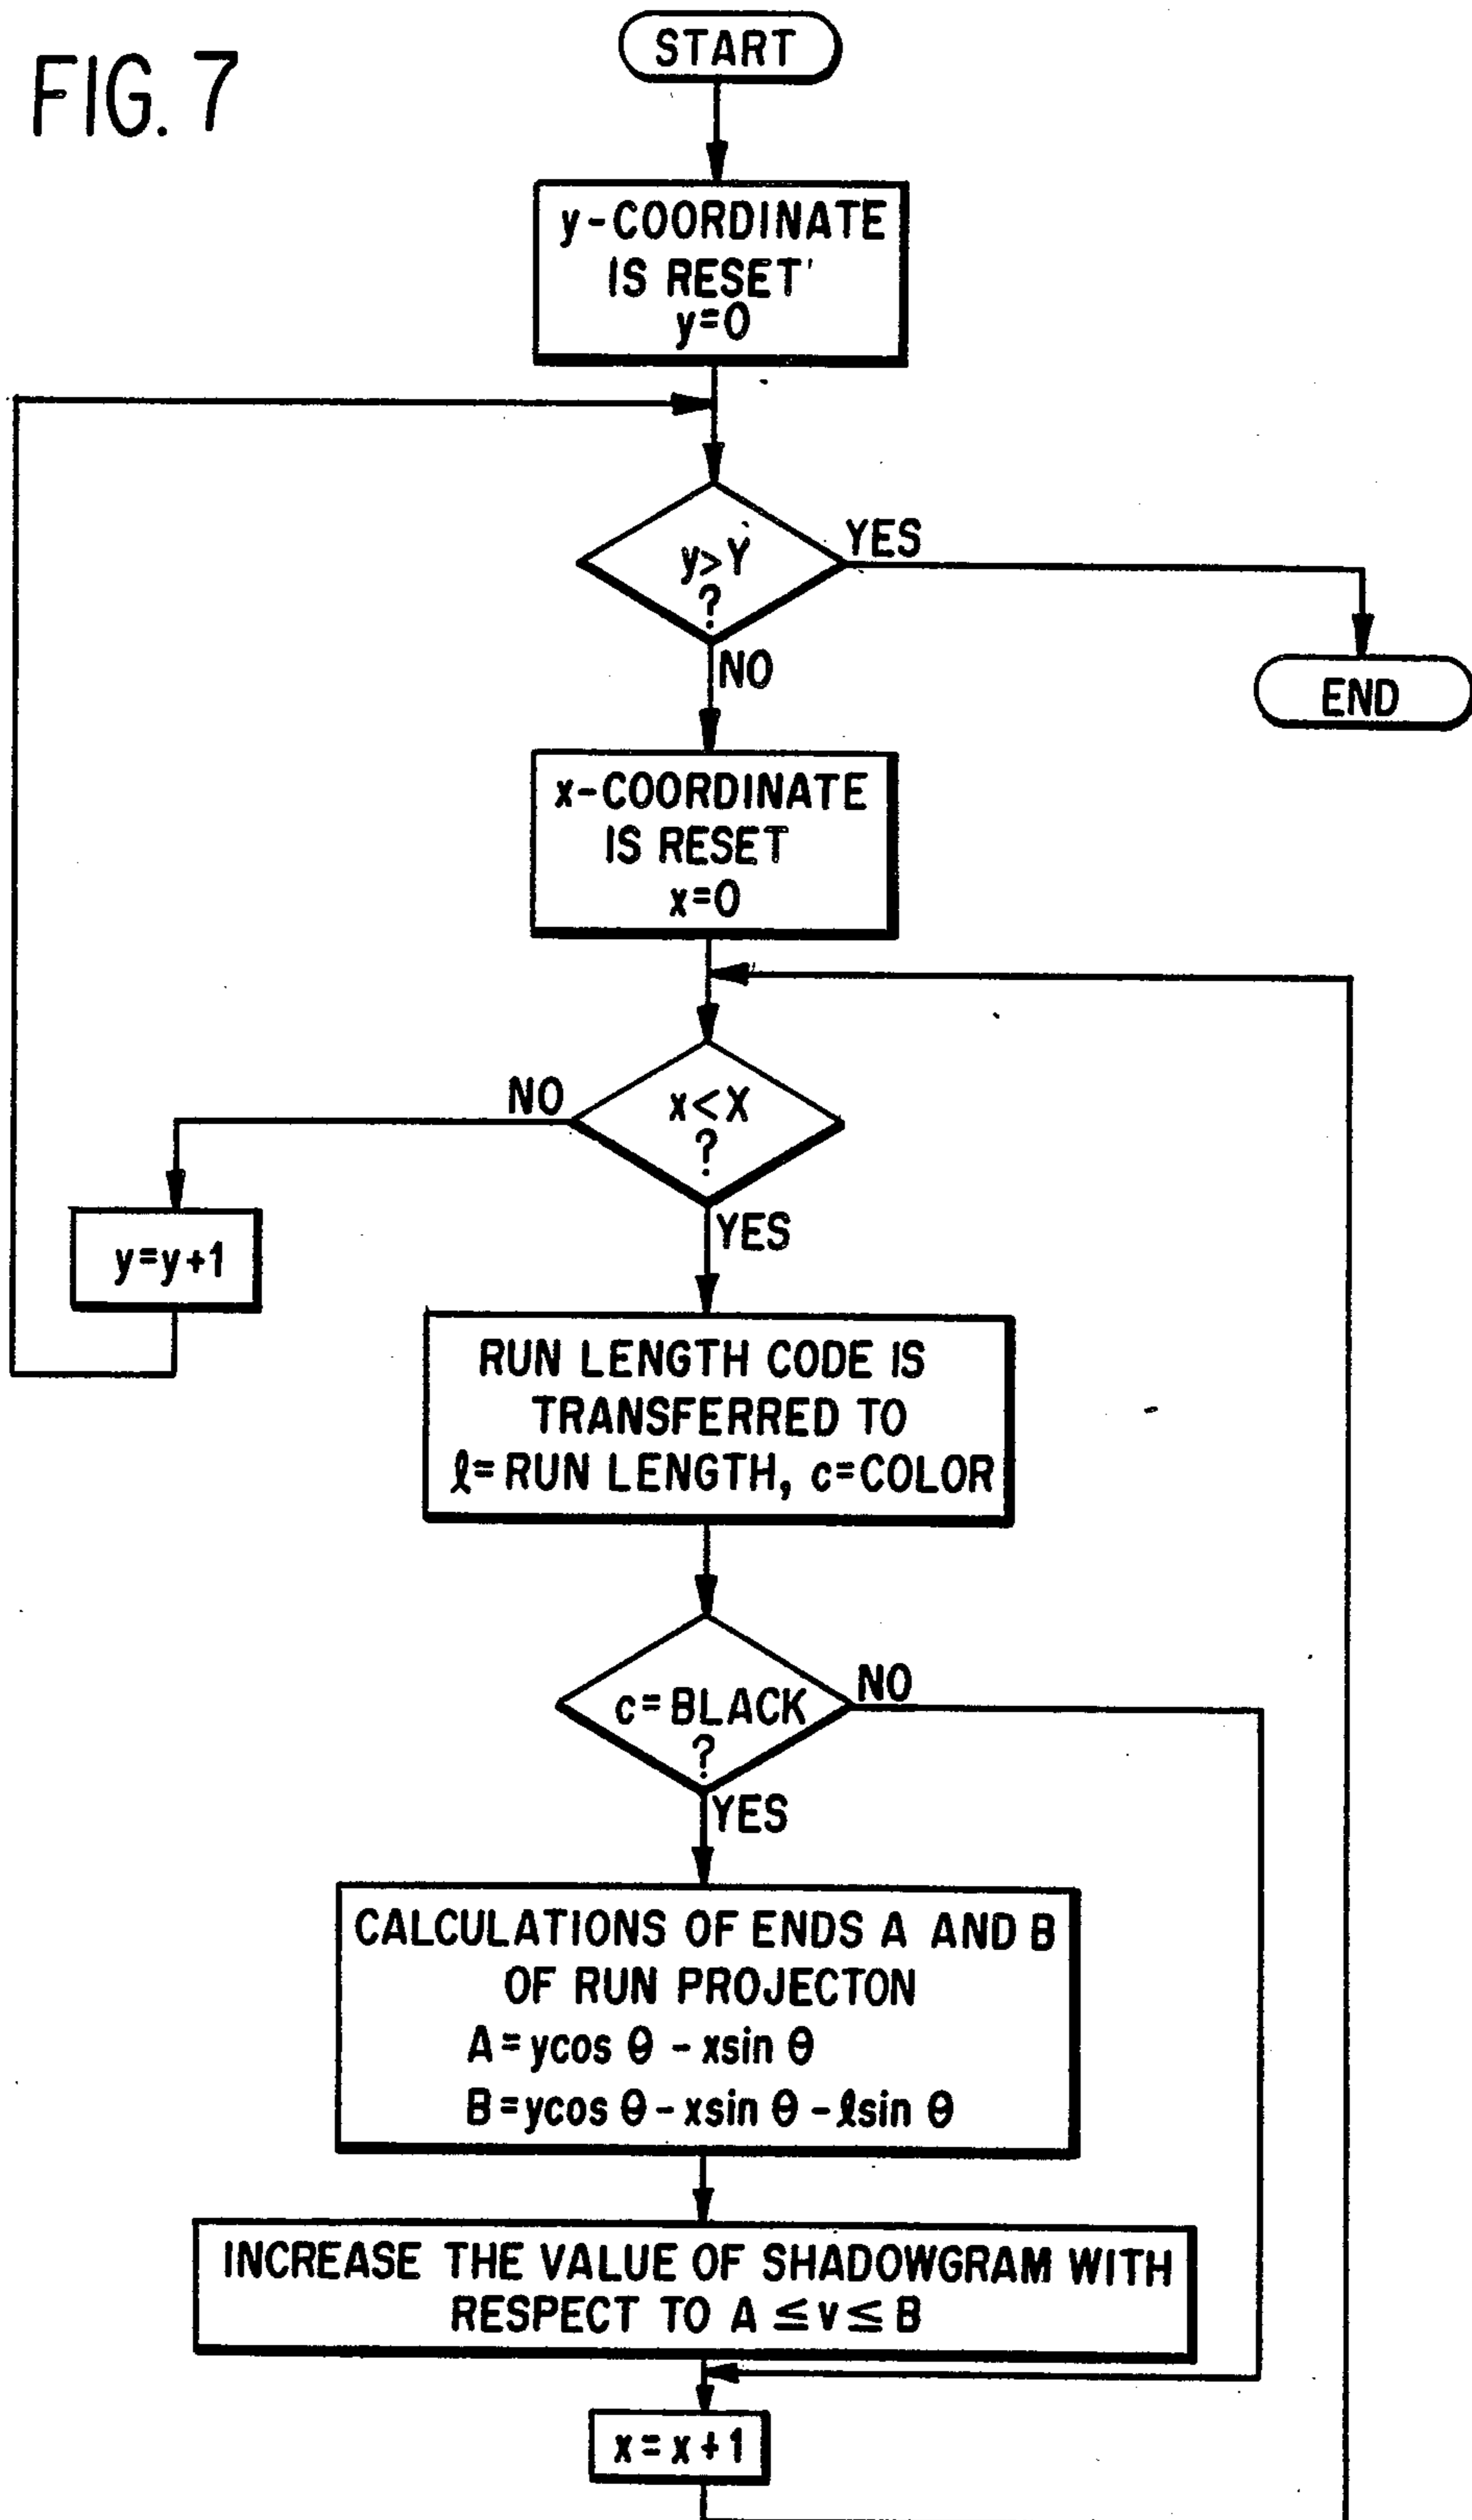 FIG. 7
START
y-COORDINATE
IS RESET
y=0
y>Y
?
YES
NO
END
x-COORDINATE
IS RESET
x=0
x<X
?
NO
YES
y=y+1
RUN LENGTH CODE IS
TRANSFERRED TO
ℓ=RUN LENGTH, c=COLOR
c=BLACK
?
NO
YES
CALCULATIONS OF ENDS A AND B
OF RUN PROJECTON
A=ycos θ - xsin θ
B=ycos θ - xsin θ - ℓsin θ
INCREASE THE VALUE OF SHADOWGRAM WITH
RESPECT TO A ≤ v ≤ B
x=x+1